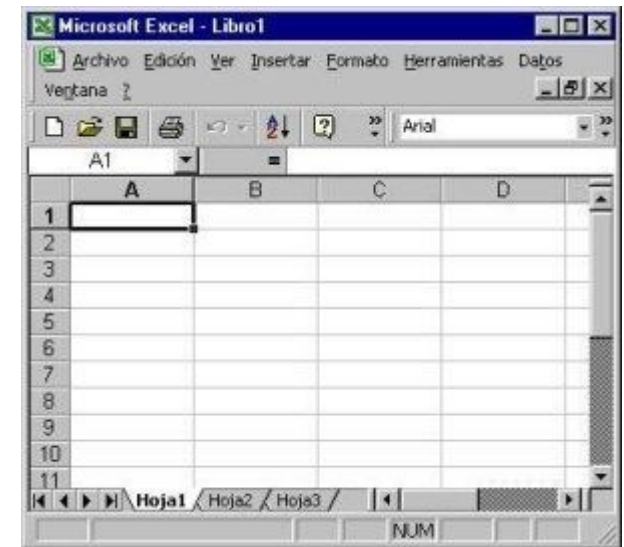 Microsoft Excel - Libro1
Archivo Edición Ver Insertar Formato Herramientas Datos
Ventana ?
Arial
A1 =
A B C D
1
2
3
4
5
6
7
8
9
10
11
Hoja1 Hoja2 Hoja3
NUM